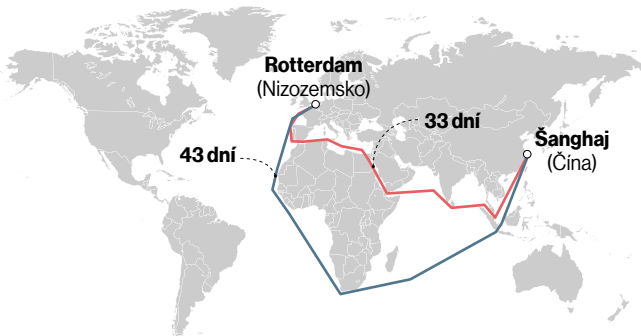 Rotterdam
(Nizozemsko)
33 dní
Šanghaj
(Čína)
43 dní